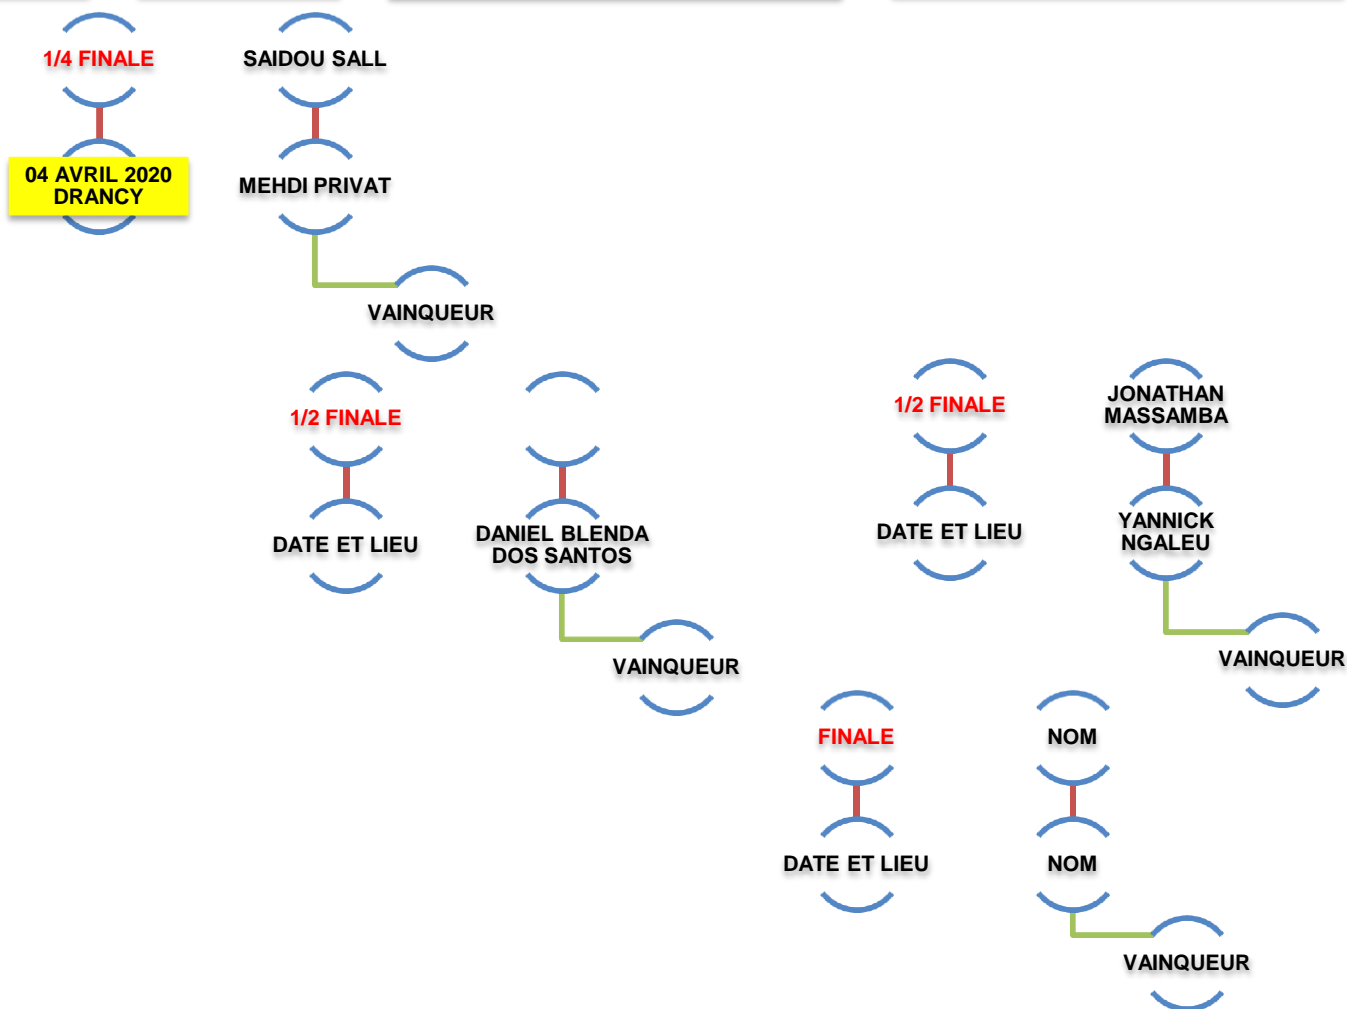 1/4 FINALE
SAIDOU SALL
04 AVRIL 2020
DRANCY
MEHDI PRIVAT
VAINQUEUR
1/2 FINALE
DATE ET LIEU
DANIEL BLENDA
DOS SANTOS
VAINQUEUR
1/2 FINALE
JONATHAN
MASSAMBA
DATE ET LIEU
YANNICK
NGALEU
VAINQUEUR
FINALE
NOM
DATE ET LIEU
NOM
VAINQUEUR